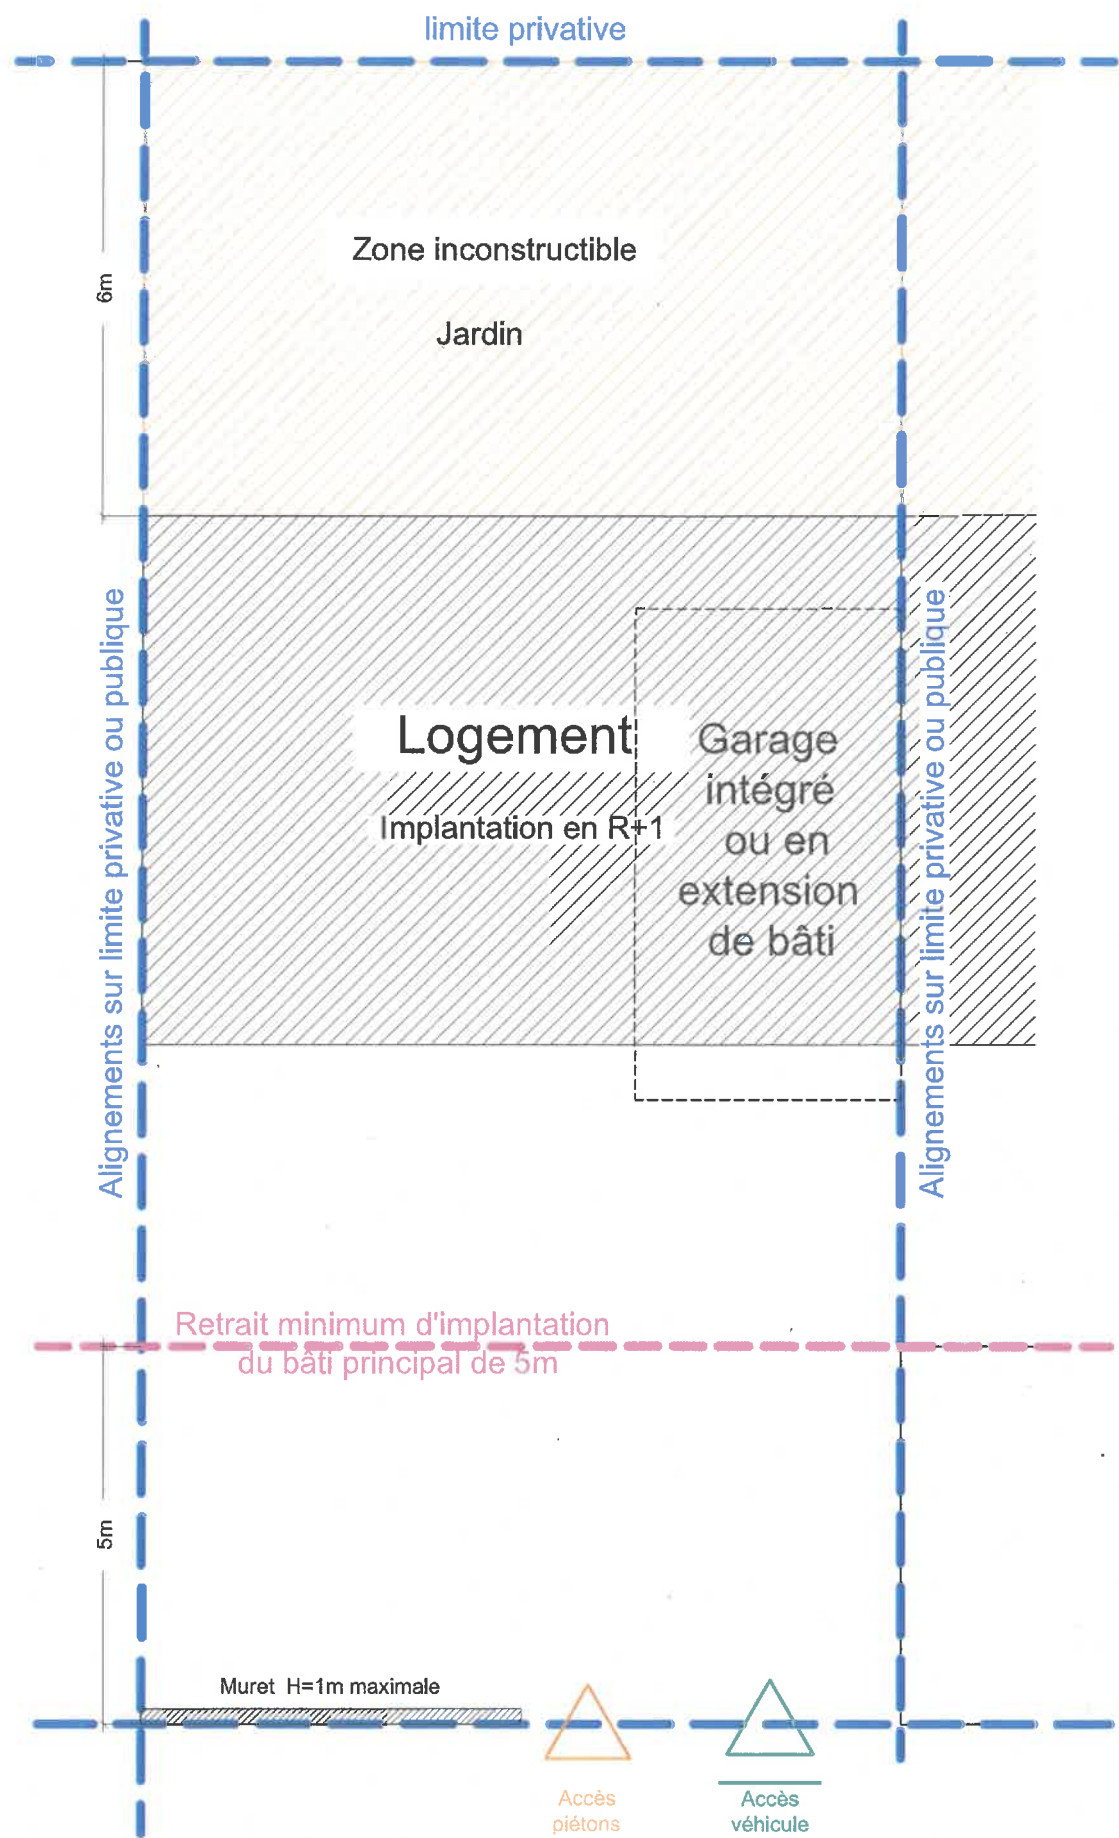 limite privative
Zone inconstructible
6m
Jardin
Alignements sur limite privative ou publique
Alignements sur limite privative ou publique
Logement
Garage
intégré
ou en
extension
de bâti
Implantation en R+1
Retrait minimum d'implantation
du bâti principal de 5m
5m
Muret H=1m maximale
Accès
piétons
Accès
véhicule